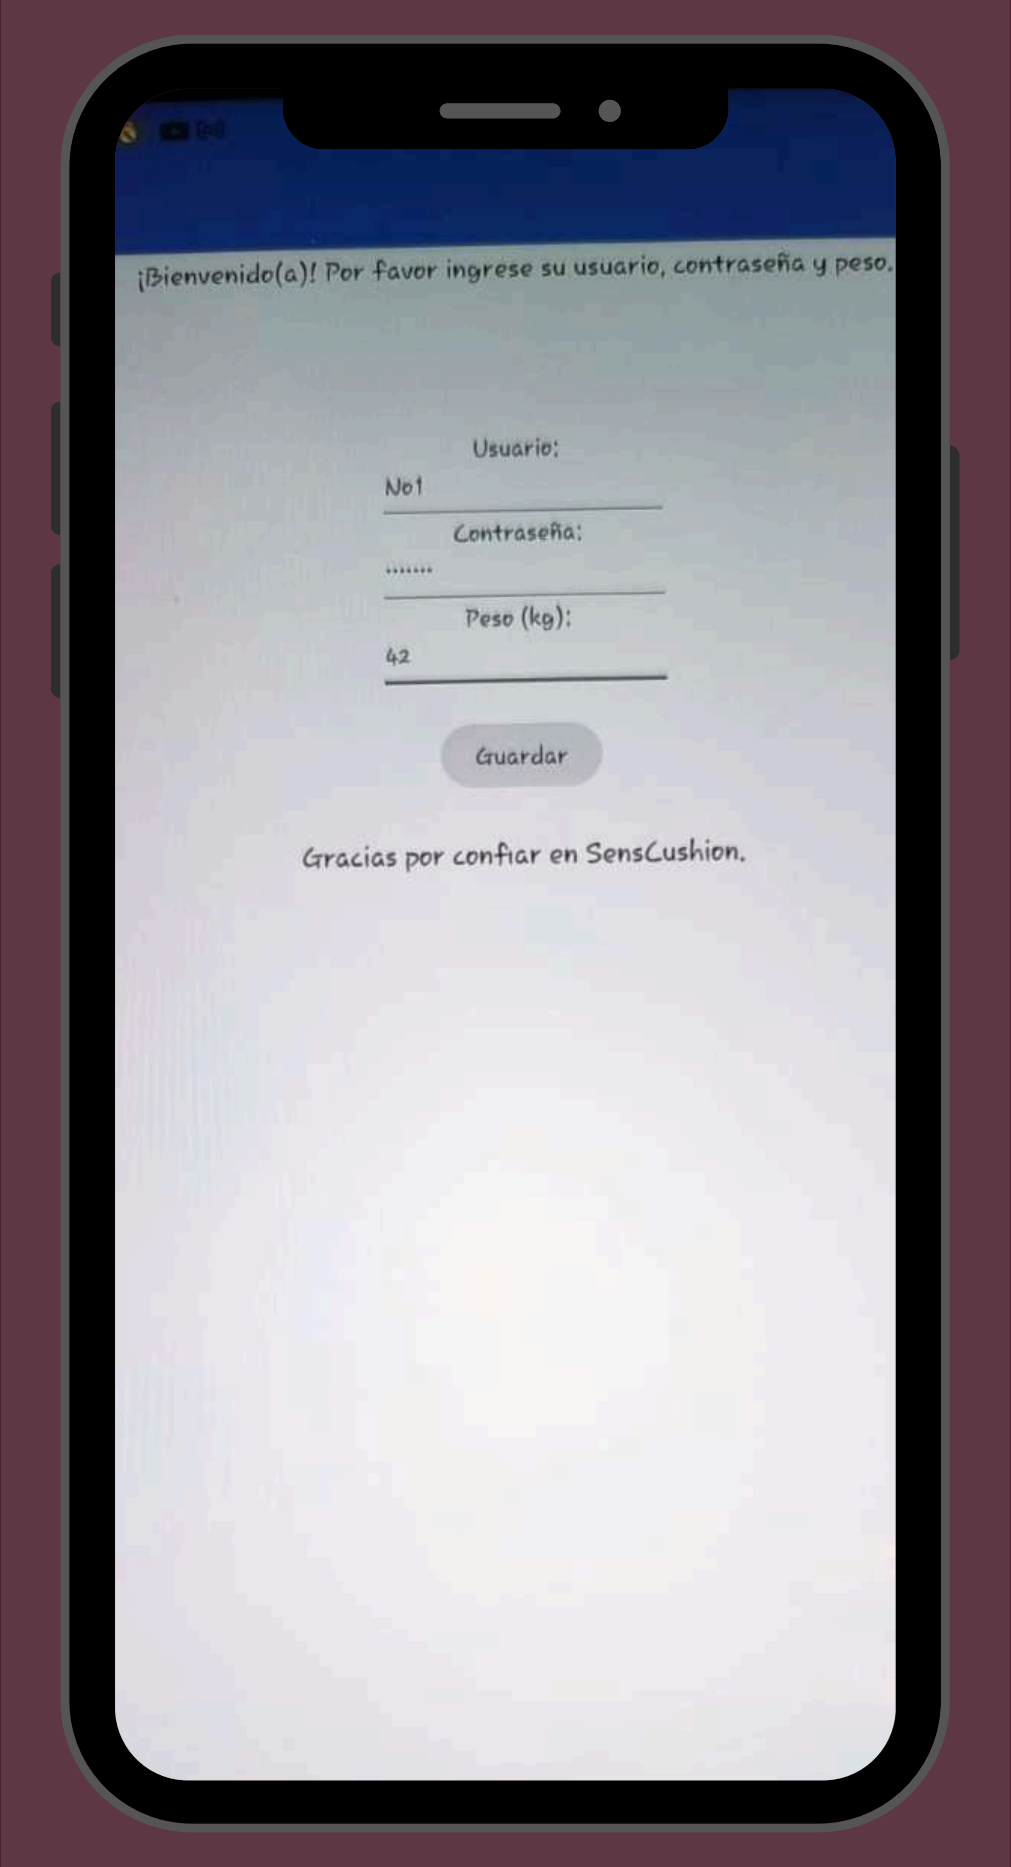 ¡Bienvenido(a)! Por favor ingrese su usuario, contraseña y peso.
Usuario:
No1
Contraseña:
.......
Peso (kg):
42
Guardar
Gracias por confiar en SensCushion.